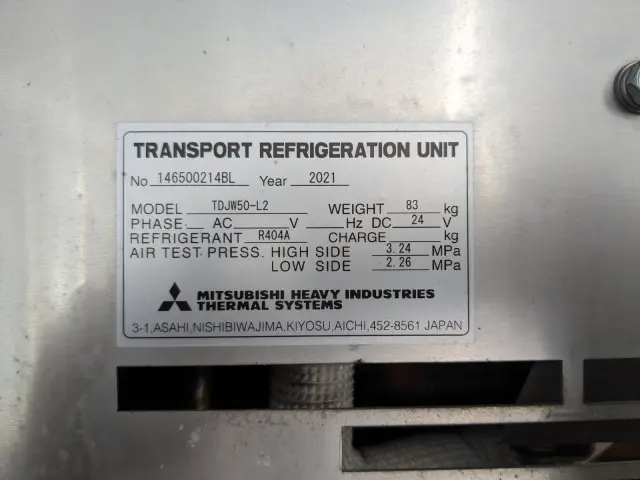 TRANSPORT REFRIGERATION UNIT
No 146500214BL Year 2021
MODEL TDJW50-L2 WEIGHT 83 kg
PHASE AC V Hz DC 24 V
REFRIGERANT R404A CHARGE kg
AIR TEST PRESS. HIGH SIDE 3.24 MPa
LOW SIDE 2.26 MPa
MITSUBISHI HEAVY INDUSTRIES
THERMAL SYSTEMS
3-1, ASAHI, NISHIBIWAJIMA, KIYOSU, AICHI, 452-8561 JAPAN